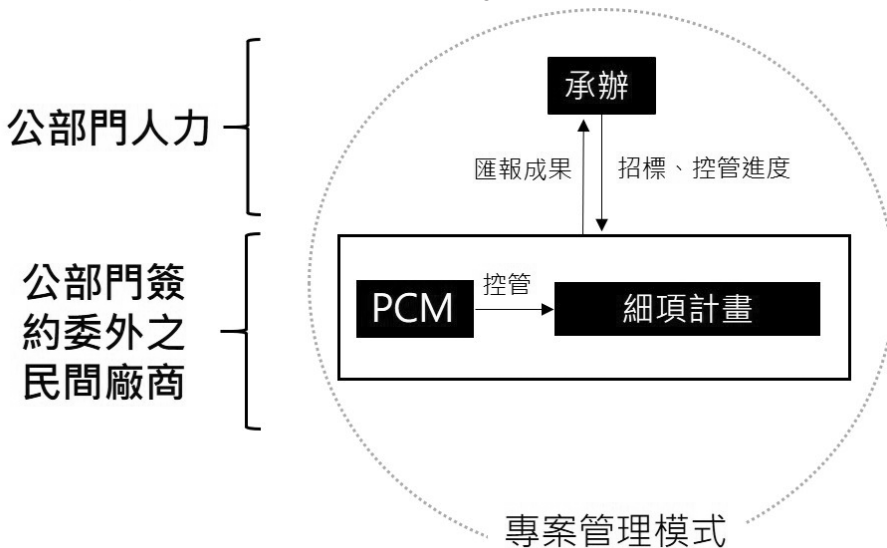 承辦
公部門人力
匯報成果
招標、控管進度
公部門簽
約委外之
民間廠商
PCM
控管
細項計畫
專案管理模式